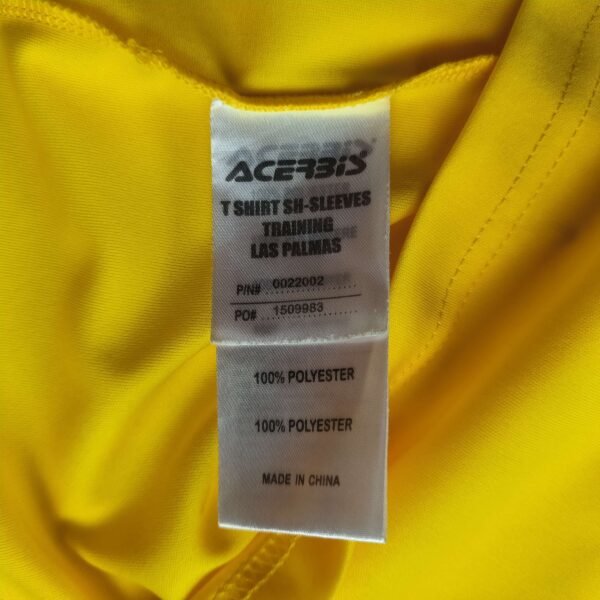 ACERBIS
T SHIRT SH-SLEEVES
TRAINING
LAS PALMAS
P/N# 0022002
PO# 1509983
100% POLYESTER
100% POLYESTER
MADE IN CHINA